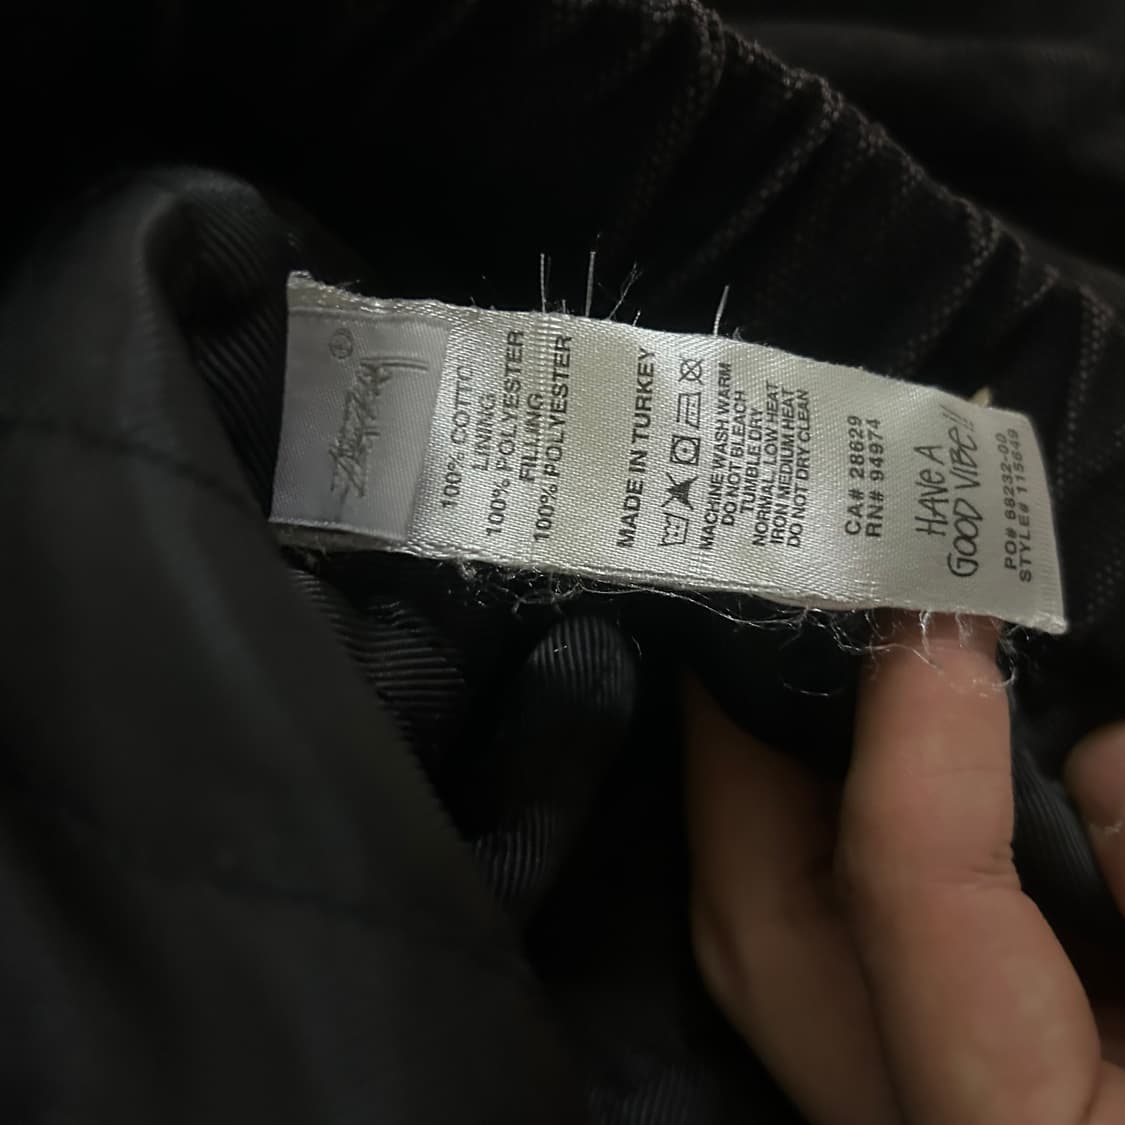 100% COTTON
LINING
100% POLYESTER
FILLING
100% POLYESTER
MADE IN TURKEY
MACHINE WASH WARM
DO NOT BLEACH
TUMBLE DRY
NORMAL, LOW HEAT
IRON MEDIUM HEAT
DO NOT DRY CLEAN
CA# 28629
RN# 94974
HAVE A
GOOD VIBE!!
PO# 68232-00
STYLE# 115649